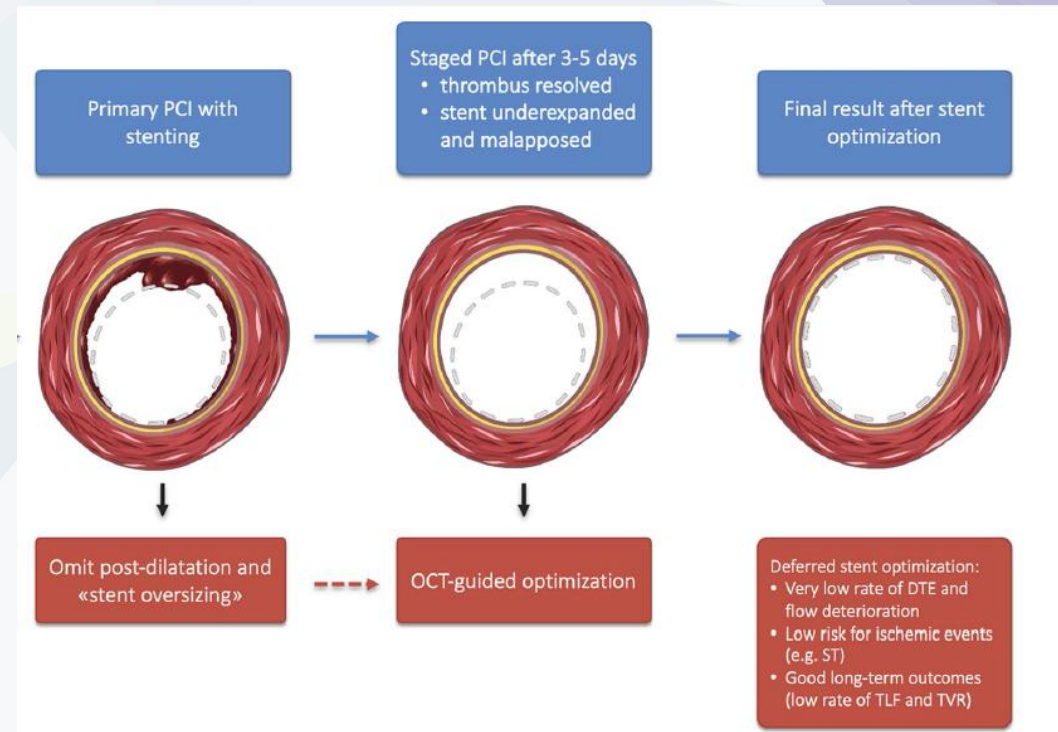 Primary PCI with
stenting
Staged PCI after 3-5 days
• thrombus resolved
• stent underexpanded
and malapposed
Final result after stent
optimization
Omit post-dilatation and
«stent oversizing»
OCT-guided optimization
Deferred stent optimization:
• Very low rate of DTE and
flow deterioration
• Low risk for ischemic events
(e.g. ST)
• Good long-term outcomes
(low rate of TLF and TVR)